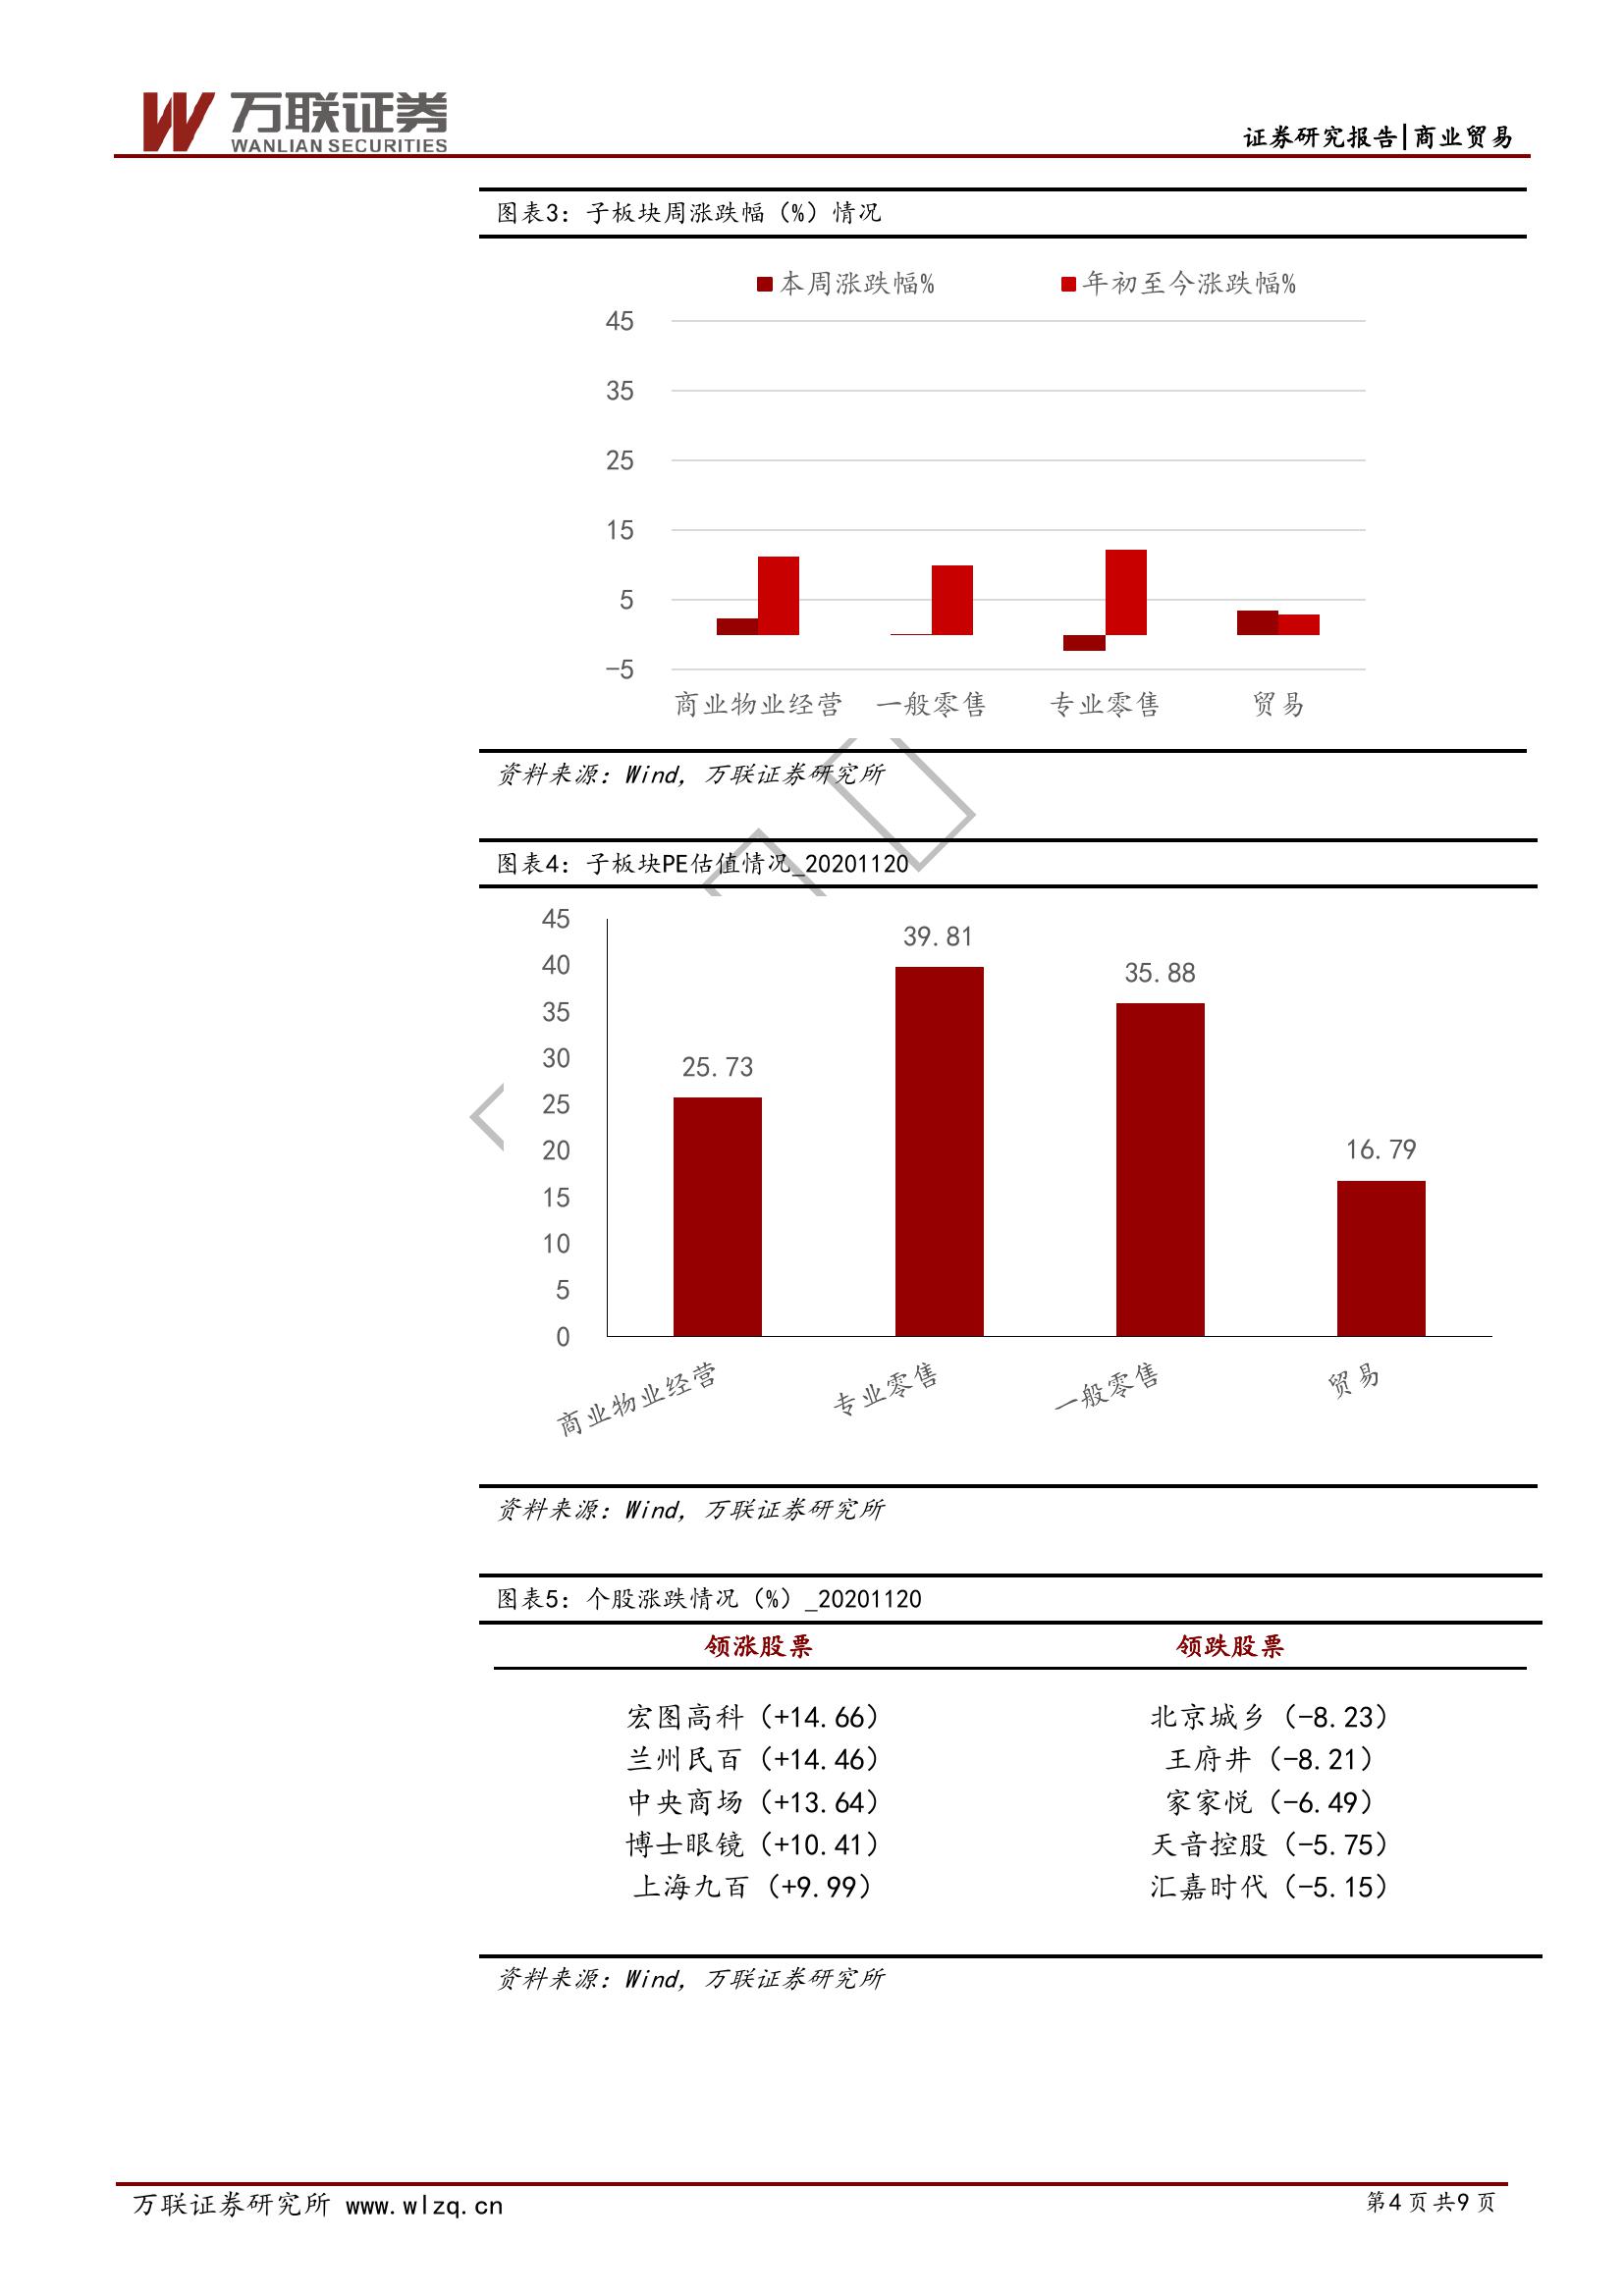 万联证券
WANLIAN SECURITIES
证券研究报告|商业贸易
图表3：子板块周涨跌幅（%）情况
本周涨跌幅% 年初至今涨跌幅%
45
35
25
15
5
-5
商业物业经营 一般零售 专业零售 贸易
资料来源：Wind，万联证券研究所
图表4：子板块PE估值情况_20201120
45
40
35
30
25
20
15
10
5
0
25.73
39.81
35.88
16.79
商业物业经营 专业零售 一般零售 贸易
资料来源：Wind，万联证券研究所
图表5：个股涨跌情况（%）_20201120
领涨股票 领跌股票
宏图高科（+14.66） 北京城乡（-8.23）
兰州民百（+14.46） 王府井（-8.21）
中央商场（+13.64） 家家悦（-6.49）
博士眼镜（+10.41） 天音控股（-5.75）
上海九百（+9.99） 汇嘉时代（-5.15）
资料来源：Wind，万联证券研究所
万联证券研究所 www.wlzq.cn 第4页共9页